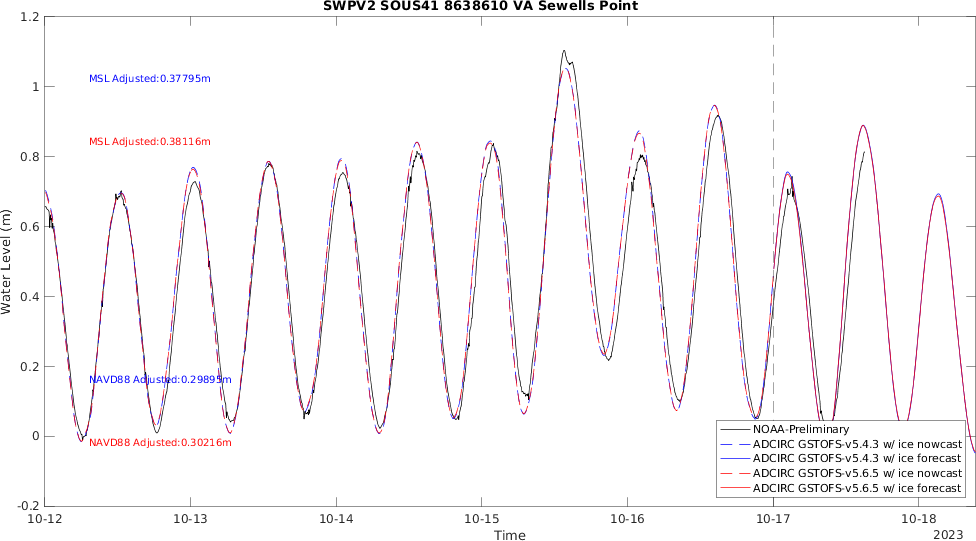 SWPV2 SOUS41 8638610 VA Sewells Point
1.2
1
0.8
0.6
0.4
0.2
0
-0.2
Water Level (m)
MSL Adjusted:0.37795m
MSL Adjusted:0.38116m
NAVD88 Adjusted:0.29895m
NAVD88 Adjusted:0.30216m
NOAA-Preliminary
ADCIRC GSTOFS-v5.4.3 w/ ice nowcast
ADCIRC GSTOFS-v5.4.3 w/ ice forecast
ADCIRC GSTOFS-v5.6.5 w/ ice nowcast
ADCIRC GSTOFS-v5.6.5 w/ ice forecast
10-12 10-13 10-14 10-15 10-16 10-17 10-18
Time
2023